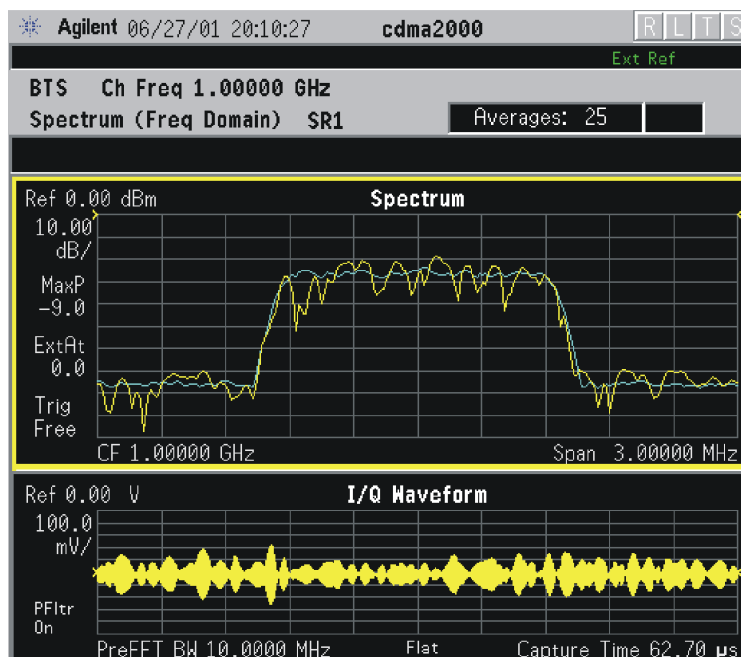 Agilent 06/27/01 20:10:27 cdma2000 R L T S
Ext Ref
BTS Ch Freq 1.00000 GHz
Spectrum (Freq Domain) SR1 Averages: 25
Ref 0.00 dBm Spectrum
10.00
dB/
MaxP
-9.0
ExtAt
0.0
Trig
Free
CF 1.00000 GHz Span 3.00000 MHz
Ref 0.00 V I/Q Waveform
100.0
mV/
PFltr
On
PreFFT BW 10.0000 MHz Flat Capture Time 62.70 µs